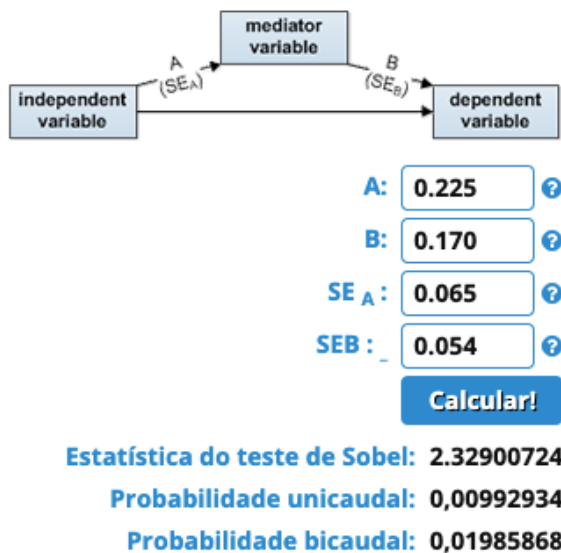 mediator
variable
A
(SEA)
B
(SEB)
independent
variable
dependent
variable
A: 0.225 ?
B: 0.170 ?
SE A : 0.065 ?
SEB : _ 0.054 ?
Calcular!
Estatística do teste de Sobel: 2.32900724
Probabilidade unicaudal: 0,00992934
Probabilidade bicaudal: 0,01985868